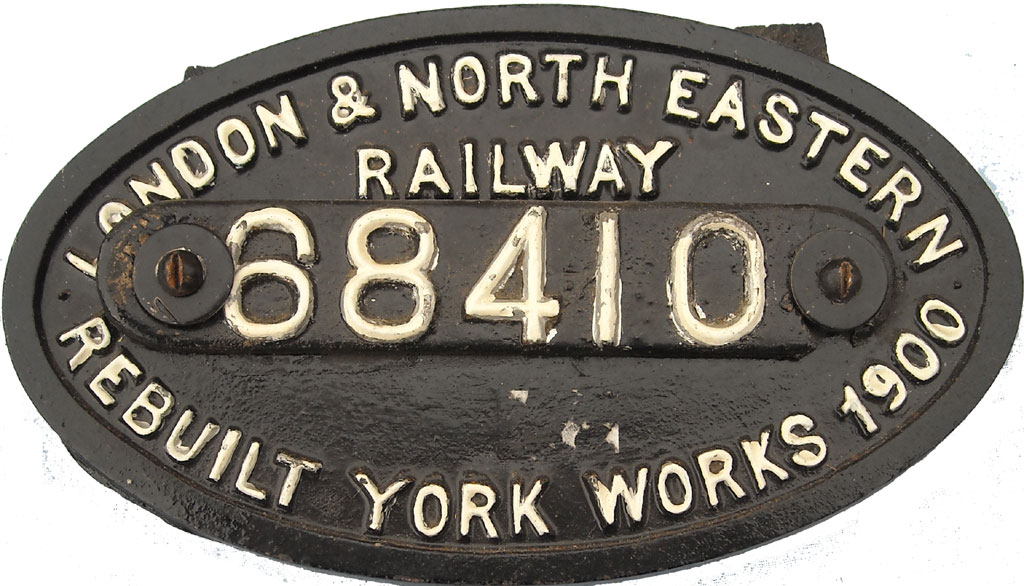 LONDON & NORTH EASTERN
RAILWAY
68410
REBUILT YORK WORKS 1900